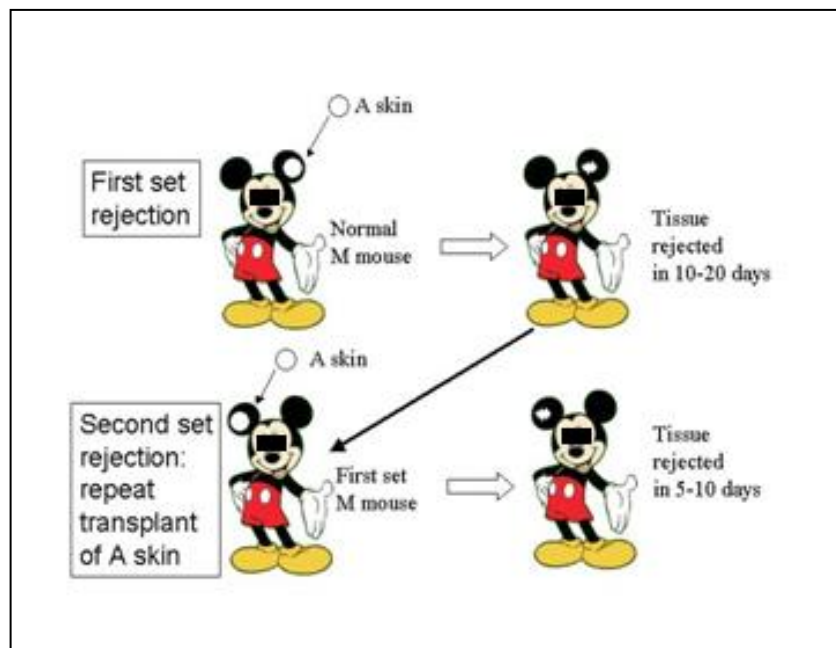 A skin
First set
rejection
Normal
M mouse
Tissue
rejected
in 10-20 days
A skin
Second set
rejection:
repeat
transplant
of A skin
First set
M mouse
Tissue
rejected
in 5-10 days